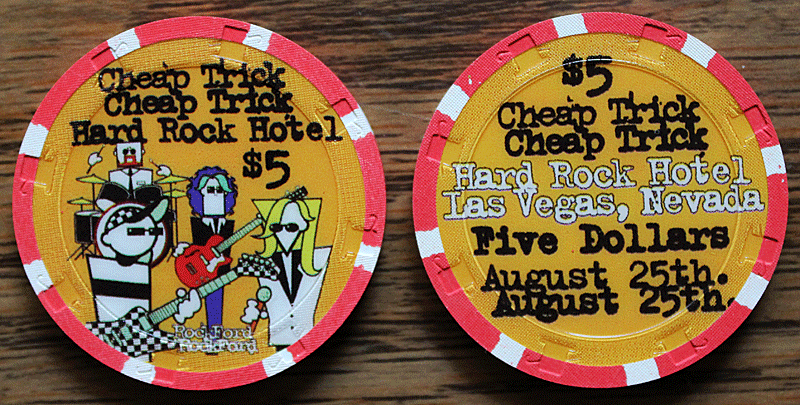 Cheap Trick
Cheap Trick
Hard Rock Hotel
$5
RockFord
RockFord
$5
Cheap Trick
Cheap Trick
Hard Rock Hotel
Las Vegas, Nevada
Five Dollars
August 25th.
August 25th.